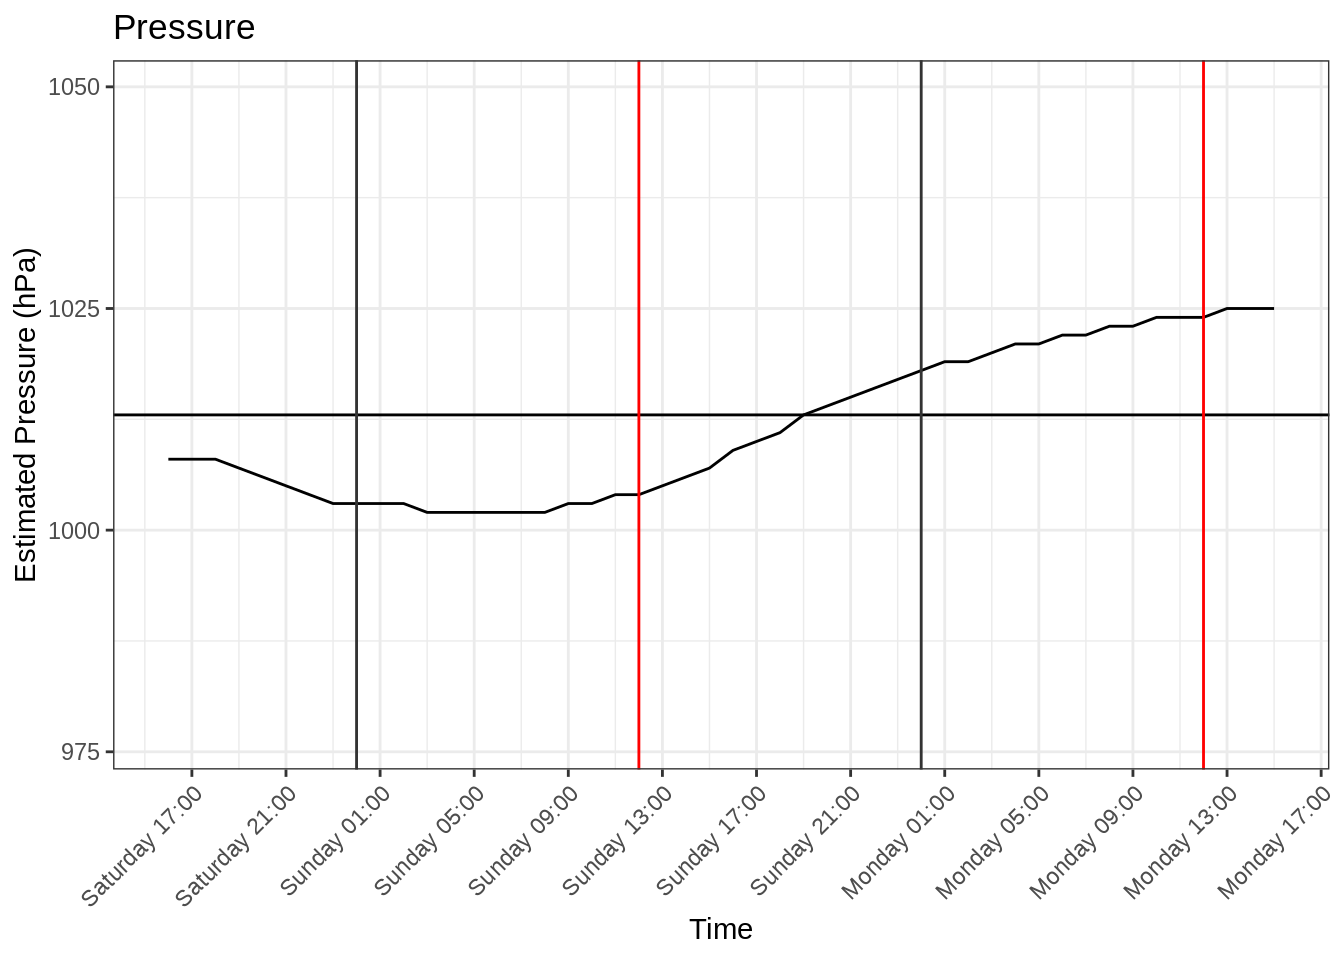 Pressure
Estimated Pressure (hPa)
1050
1025
1000
975
Saturday 17:00
Saturday 21:00
Sunday 01:00
Sunday 05:00
Sunday 09:00
Sunday 13:00
Sunday 17:00
Sunday 21:00
Monday 01:00
Monday 05:00
Monday 09:00
Monday 13:00
Monday 17:00
Time